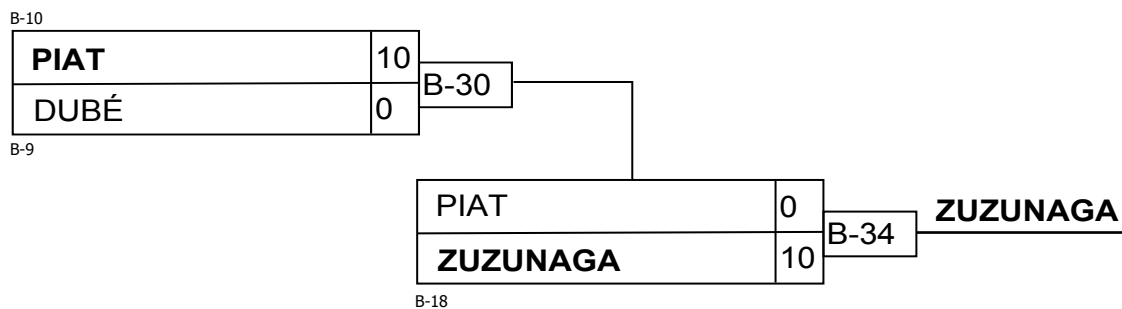 B-10
PIAT 10
B-30
DUBÉ 0
B-9
PIAT 0
ZUZUNAGA
B-34
ZUZUNAGA 10
B-18